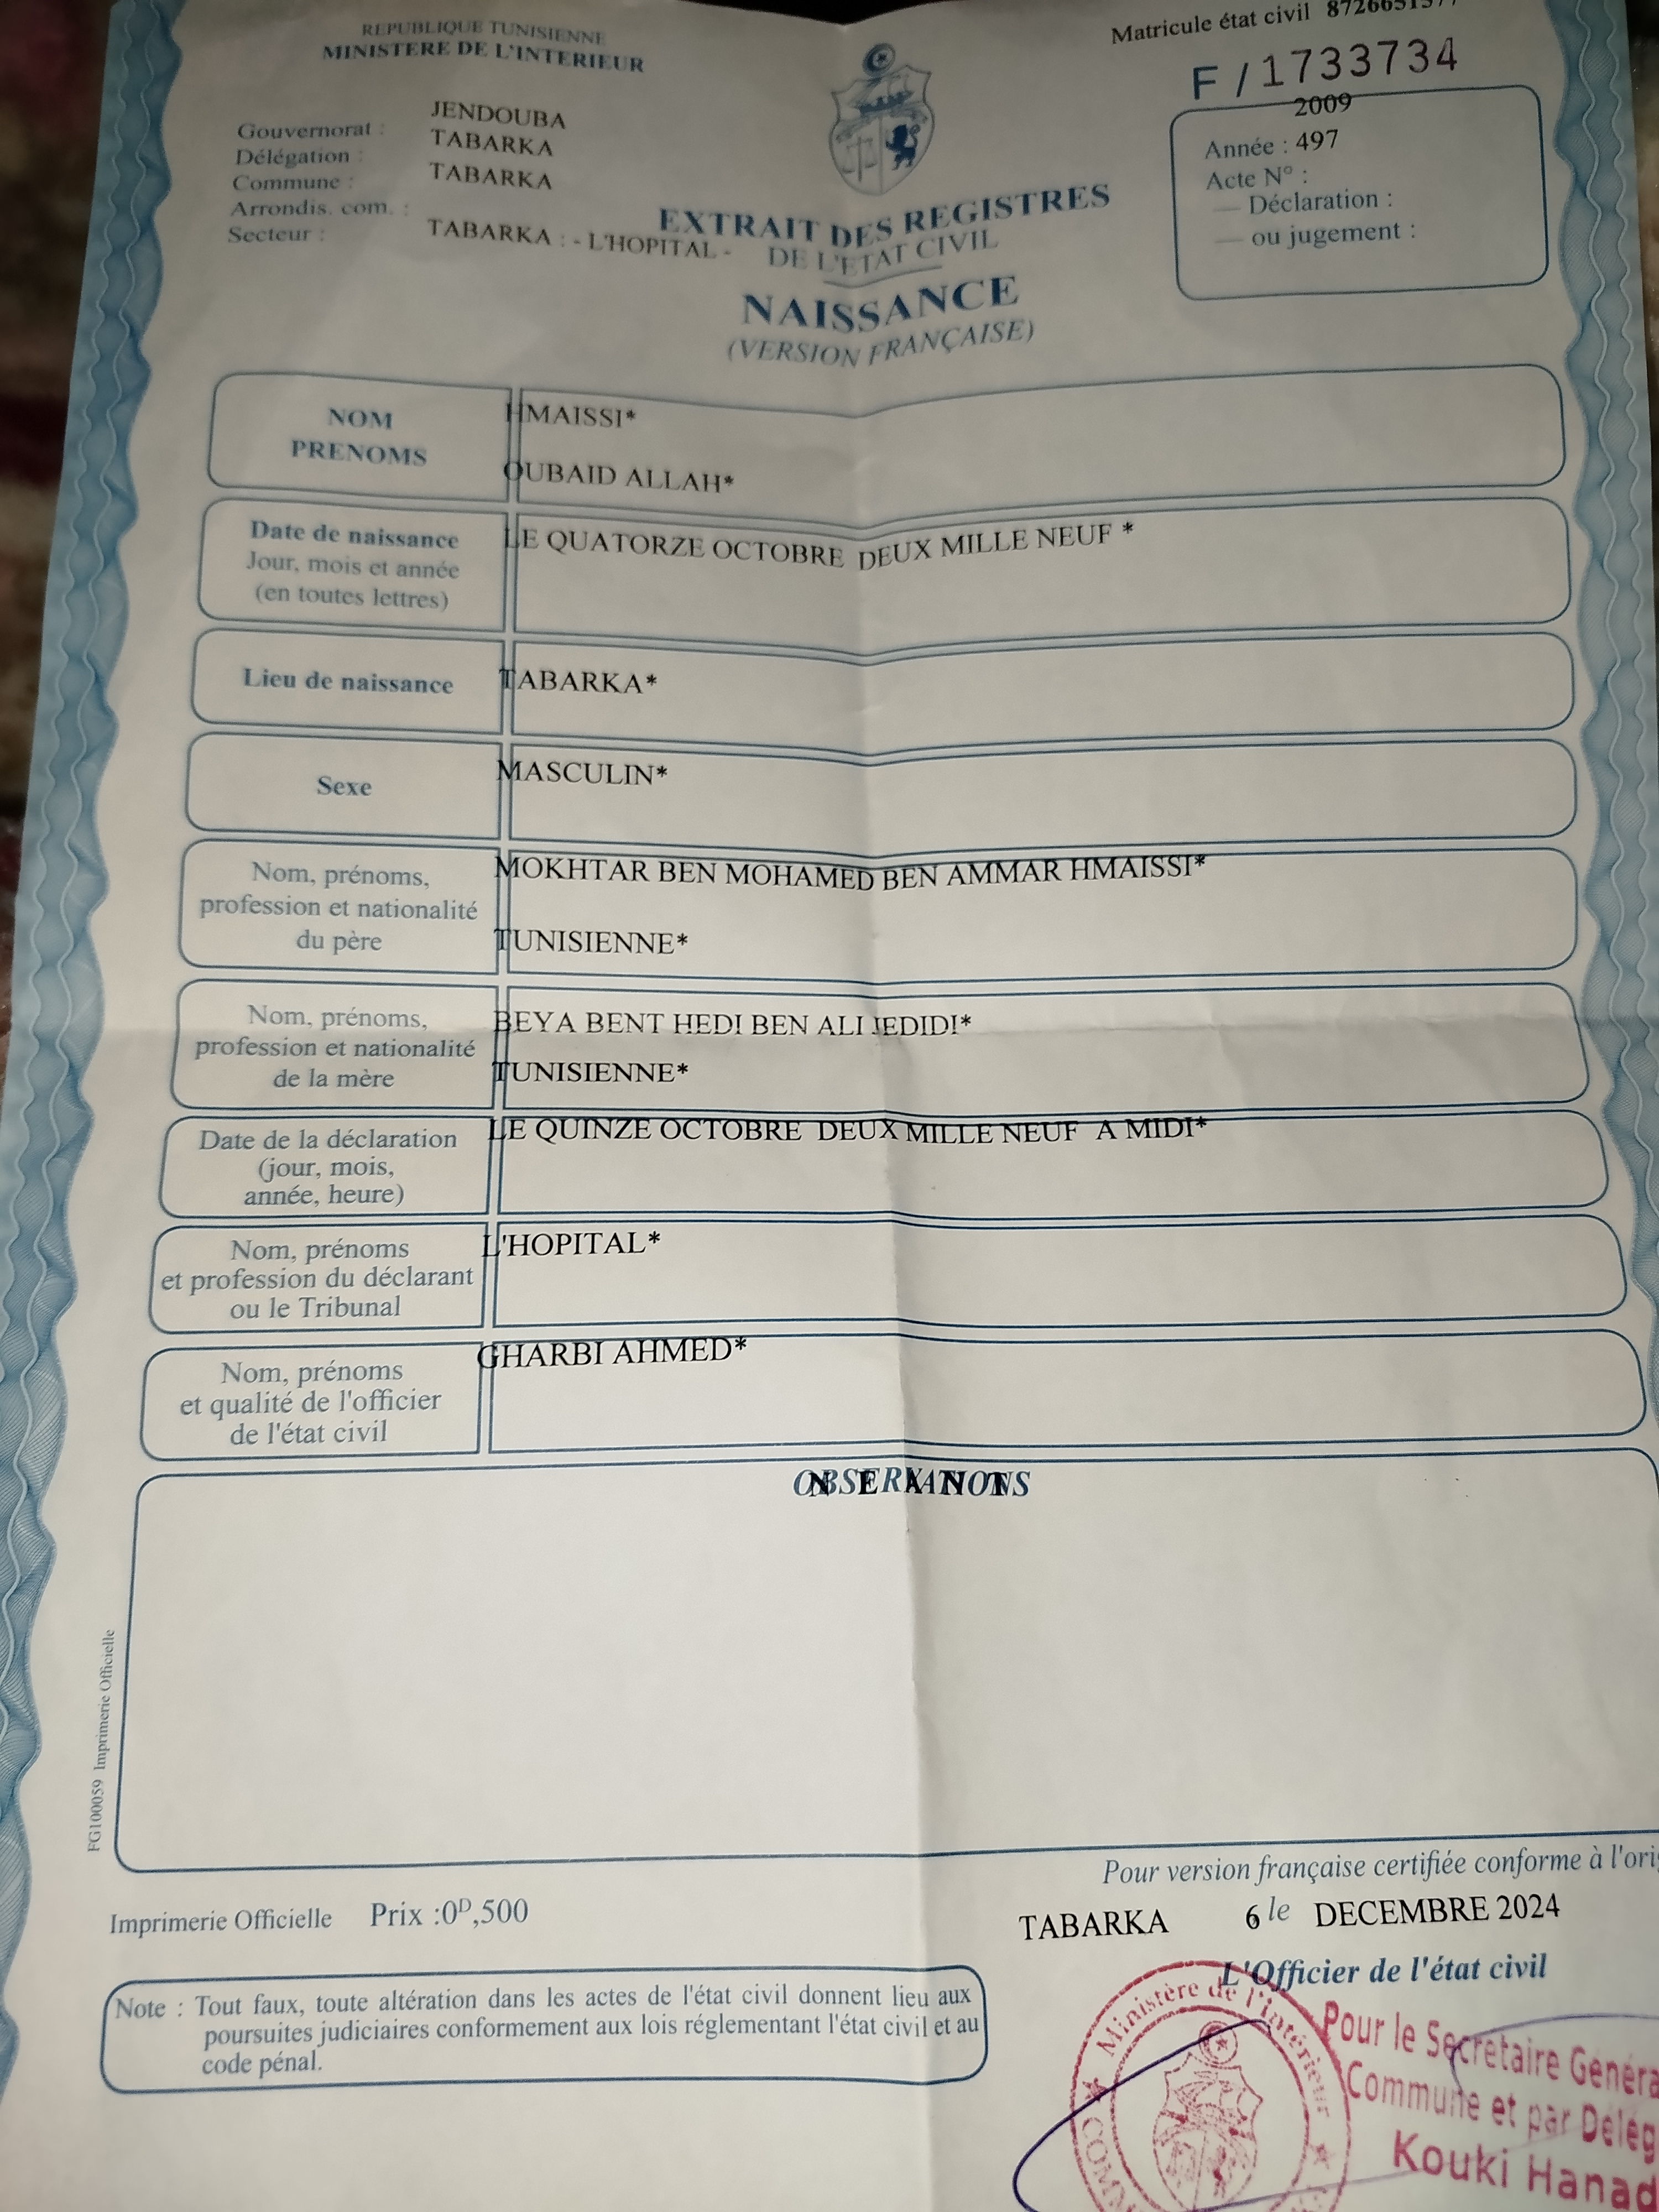 REPUBLIQUE TUNISIENNE
MINISTERE DE L'INTERIEUR
Matricule état civil
F / 1733734
Gouvernorat : JENDOUBA
Délégation : TABARKA
Commune : TABARKA
Arrondis. com. :
Secteur : TABARKA : - L'HOPITAL -
2009
Année : 497
Acte N° :
— Déclaration :
— ou jugement :
EXTRAIT DES REGISTRES
DE L'ETAT CIVIL
NAISSANCE
(VERSION FRANÇAISE)
NOM
PRENOMS
HMAISSI*
OUBAID ALLAH*
Date de naissance
Jour, mois et année
(en toutes lettres)
LE QUATORZE OCTOBRE DEUX MILLE NEUF *
Lieu de naissance
TABARKA*
Sexe
MASCULIN*
Nom, prénoms,
profession et nationalité
du père
MOKHTAR BEN MOHAMED BEN AMMAR HMAISSI*
TUNISIENNE*
Nom, prénoms,
profession et nationalité
de la mère
BEYA BENT HEDI BEN ALI JEDIDI*
TUNISIENNE*
Date de la déclaration
(jour, mois,
année, heure)
LE QUINZE OCTOBRE DEUX MILLE NEUF A MIDI*
Nom, prénoms
et profession du déclarant
ou le Tribunal
L'HOPITAL*
Nom, prénoms
et qualité de l'officier
de l'état civil
GHARBI AHMED*
OBSERVATIONS
N E A N T
FG100059 Imprimerie Officielle
Pour version française certifiée conforme à l'ori
Imprimerie Officielle Prix :0D,500
TABARKA 6 le DECEMBRE 2024
L'Officier de l'état civil
Note : Tout faux, toute altération dans les actes de l'état civil donnent lieu aux
poursuites judiciaires conformement aux lois réglementant l'état civil et au
code pénal.
Ministère de l'intérieur
COMM
Pour le Secrétaire Généra
Commune et par Délég
Kouki Hanad